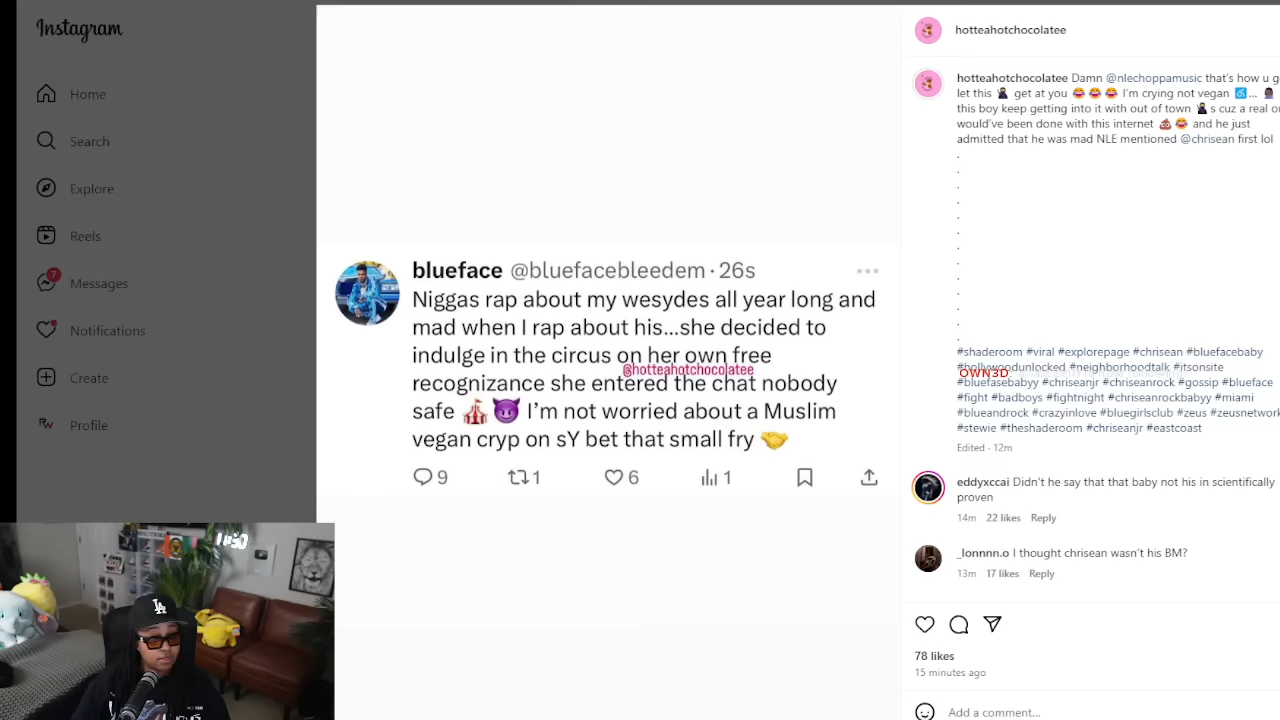 Instagram
Home
Search
Explore
Reels
7
Messages
Notifications
Create
Profile
blueface @bluefacebleedem · 26s
Niggas rap about my wesydes all year long and
mad when I rap about his...she decided to
indulge in the circus on her own free
@hotteahotchocolatee
recognizance she entered the chat nobody
safe 🎪😈 I'm not worried about a Muslim
vegan cryp on sY bet that small fry 🤝
9 1 6 1
hotteahotchocolatee
hotteahotchocolatee Damn @nlechoppamusic that's how u g
let this 🥷🏿 get at you 😂 😂 😂 I'm crying not vegan ♿...
this boy keep getting into it with out of town 🥷🏿s cuz a real o
would've been done with this internet 💩 😂 and he just
admitted that he was mad NLE mentioned @chrisean first lol
.
.
.
.
.
.
.
.
.
.
.
.
.
#shaderoom #viral #explorepage #chrisean #bluefacebaby
#hollywoodunlocked #neighborhoodtalk #itsonsite
OWN3D:
#bluefasebabyy #chriseanjr #chriseanrock #gossip #blueface
#fight #badboys #fightnight #chriseanrockbabyy #miami
#blueandrock #crazyinlove #bluegirlsclub #zeus #zeusnetwork
#stewie #theshaderoom #chriseanjr #eastcoast
Edited · 12m
eddyxccai Didn't he say that that baby not his in scientifically
proven
14m 22 likes Reply
_lonnnn.o I thought chrisean wasn't his BM?
13m 17 likes Reply
78 likes
15 minutes ago
Add a comment...
LA